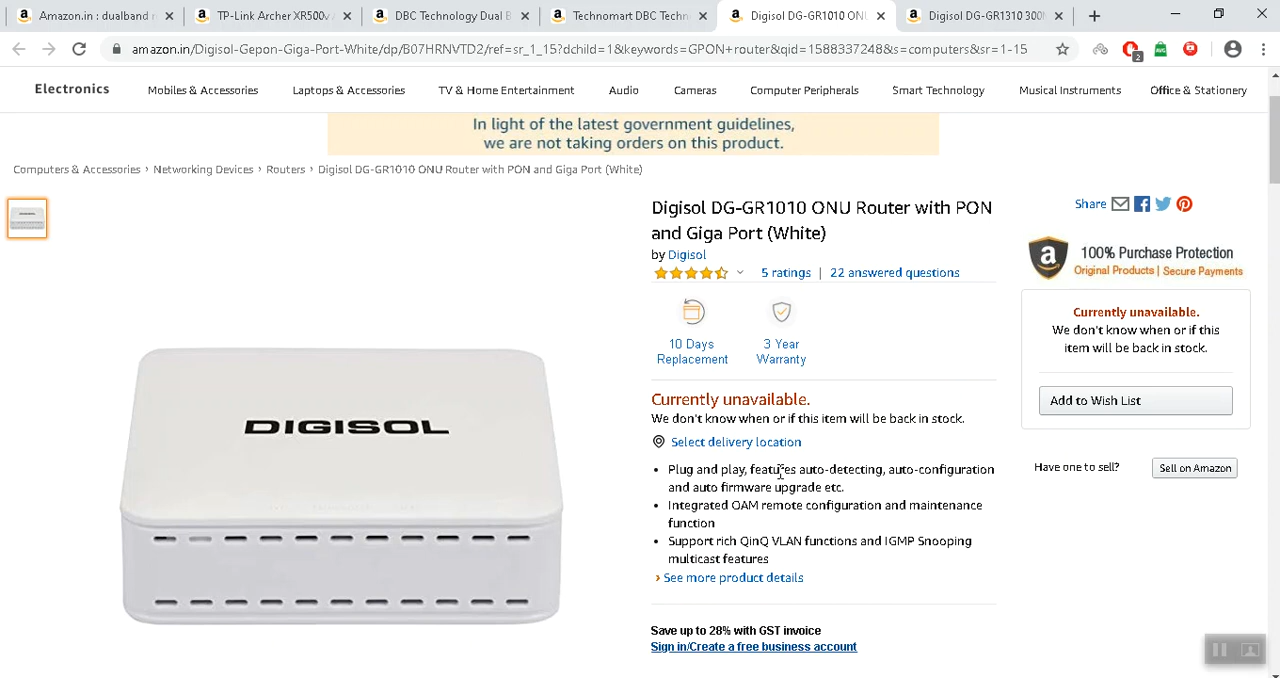 Amazon.in : dualband
TP-Link Archer XR500v
DBC Technology Dual B
Technomart DBC Techn
Digisol DG-GR1010 ONU
Digisol DG-GR1310 300M
amazon.in/Digisol-Gepon-Giga-Port-White/dp/B07HRNVTD2/ref=sr_1_15?dchild=1&keywords=GPON+router&qid=1588337248&s=computers&sr=1-15
2
Electronics Mobiles & Accessories Laptops & Accessories TV & Home Entertainment Audio Cameras Computer Peripherals Smart Technology Musical Instruments Office & Stationery
In light of the latest government guidelines,
we are not taking orders on this product.
Computers & Accessories › Networking Devices › Routers › Digisol DG-GR1010 ONU Router with PON and Giga Port (White)
DIGISOL
Digisol DG-GR1010 ONU Router with PON
and Giga Port (White)
by Digisol
5 ratings | 22 answered questions
10 Days
Replacement
3 Year
Warranty
Currently unavailable.
We don't know when or if this item will be back in stock.
Select delivery location
• Plug and play, features auto-detecting, auto-configuration
and auto firmware upgrade etc.
• Integrated OAM remote configuration and maintenance
function
• Support rich QinQ VLAN functions and IGMP Snooping
multicast features
› See more product details
Save up to 28% with GST invoice
Sign in/Create a free business account
Share
a
100% Purchase Protection
Original Products | Secure Payments
Currently unavailable.
We don't know when or if this
item will be back in stock.
Add to Wish List
Have one to sell?
Sell on Amazon